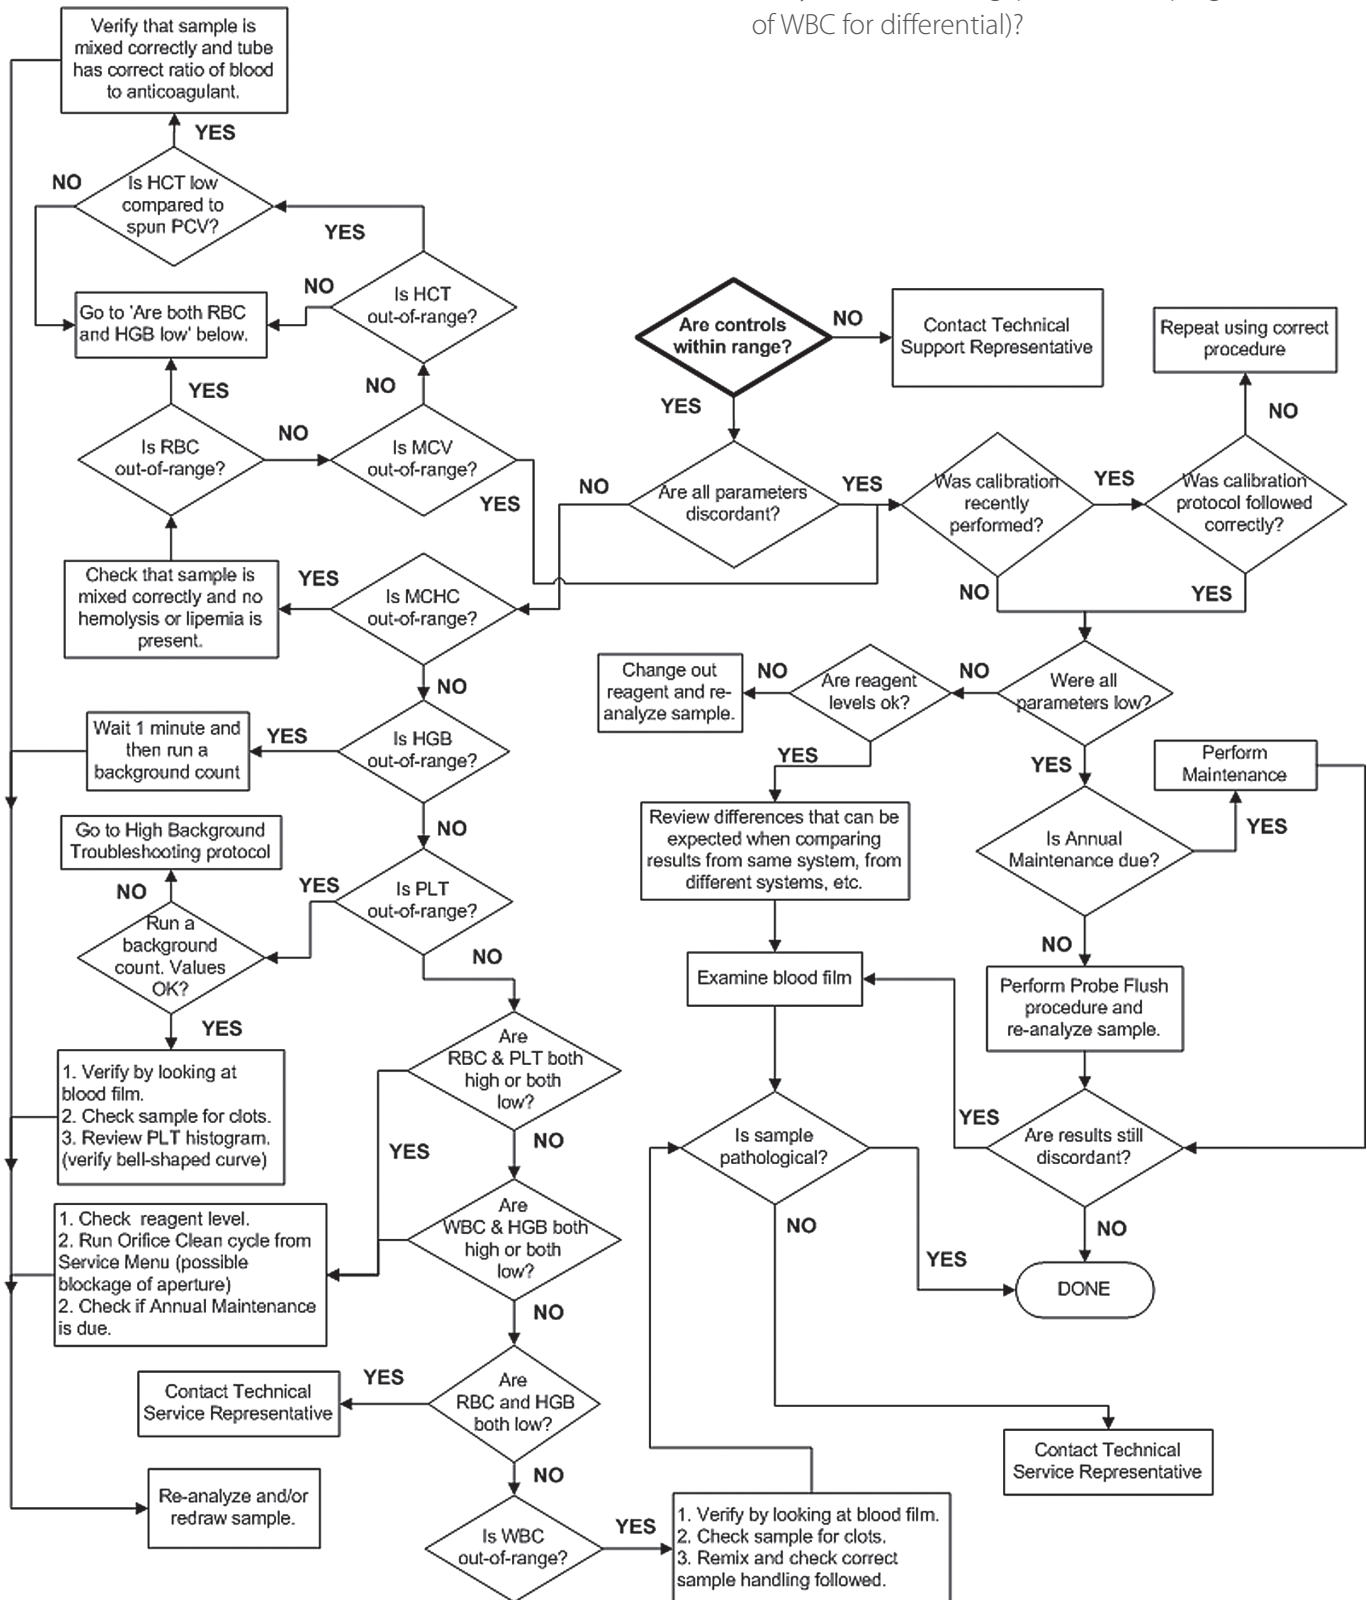 of WBC for differential)?
Verify that sample is
mixed correctly and tube
has correct ratio of blood
to anticoagulant.
YES
NO
Is HCT low
compared to
spun PCV?
YES
NO
Is HCT
out-of-range?
Go to 'Are both RBC
and HGB low' below.
YES
NO
Is RBC
out-of-range?
NO
Is MCV
out-of-range?
YES
Are controls
within range?
NO
Contact Technical
Support Representative
Repeat using correct
procedure
YES
NO
Are all parameters
discordant?
NO
YES
Was calibration
recently
performed?
YES
Was calibration
protocol followed
correctly?
NO
YES
Check that sample is
mixed correctly and no
hemolysis or lipemia is
present.
YES
Is MCHC
out-of-range?
NO
Change out
reagent and re-
analyze sample.
NO
Are reagent
levels ok?
NO
Were all
parameters low?
Wait 1 minute and
then run a
background count
YES
Is HGB
out-of-range?
NO
YES
YES
Perform
Maintenance
Review differences that can be
expected when comparing
results from same system, from
different systems, etc.
Is Annual
Maintenance due?
YES
NO
Go to High Background
Troubleshooting protocol
NO
YES
Is PLT
out-of-range?
NO
Run a
background
count. Values
OK?
YES
Examine blood film
Perform Probe Flush
procedure and
re-analyze sample.
1. Verify by looking at
blood film.
2. Check sample for clots.
3. Review PLT histogram.
(verify bell-shaped curve)
Are
RBC & PLT both
high or both
low?
YES
NO
Is sample
pathological?
YES
Are results still
discordant?
NO
NO
YES
DONE
1. Check reagent level.
2. Run Orifice Clean cycle from
Service Menu (possible
blockage of aperture)
2. Check if Annual Maintenance
is due.
Are
WBC & HGB both
high or both
low?
NO
Contact Technical
Service Representative
YES
Are
RBC and HGB
both low?
NO
Contact Technical
Service Representative
Re-analyze and/or
redraw sample.
Is WBC
out-of-range?
YES
1. Verify by looking at blood film.
2. Check sample for clots.
3. Remix and check correct
sample handling followed.